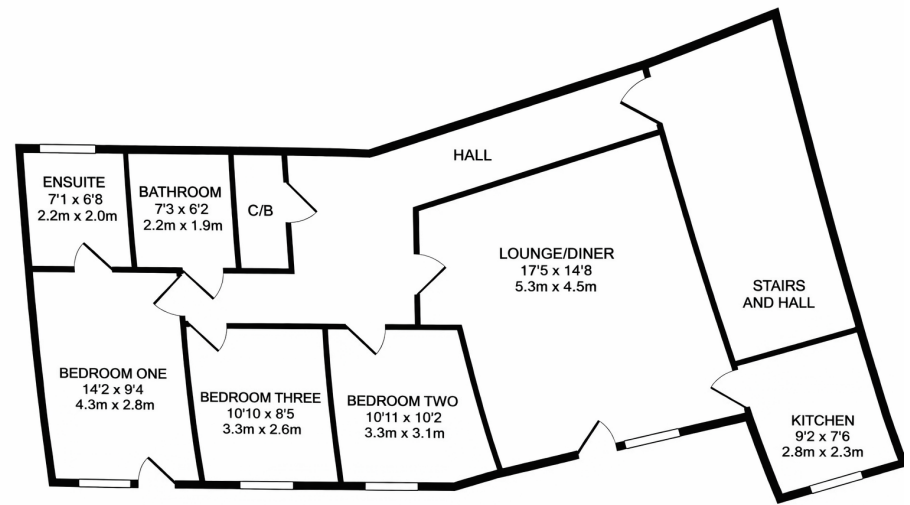 ENSUITE
7'1 x 6'8
2.2m x 2.0m
BATHROOM
7'3 x 6'2
2.2m x 1.9m
C/B
HALL
LOUNGE/DINER
17'5 x 14'8
5.3m x 4.5m
STAIRS
AND HALL
BEDROOM ONE
14'2 x 9'4
4.3m x 2.8m
BEDROOM THREE
10'10 x 8'5
3.3m x 2.6m
BEDROOM TWO
10'11 x 10'2
3.3m x 3.1m
KITCHEN
9'2 x 7'6
2.8m x 2.3m